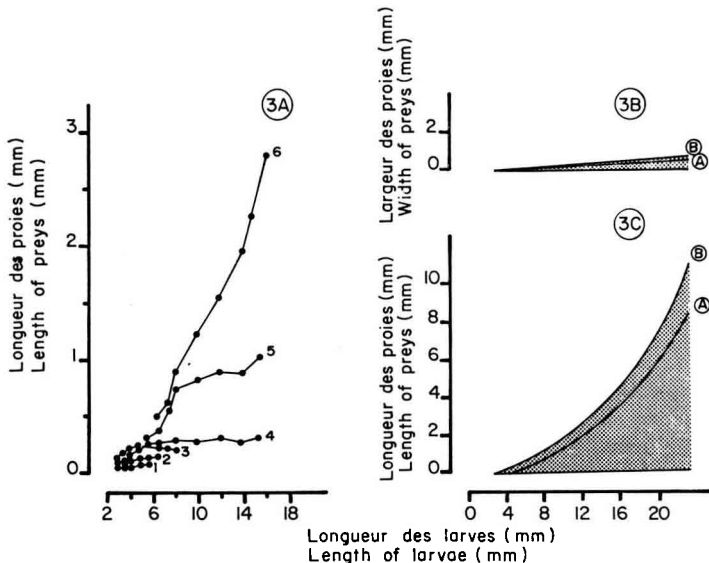 3A
Longueur des proies (mm)
Length of preys (mm)
3
2
1
0
6
5
4
3
2
1
2 6 10 14 18
3B
Largeur des proies (mm)
Width of preys (mm)
2
0
B
A
3C
Longueur des proies (mm)
Length of preys (mm)
10
8
6
4
2
0
B
A
0 4 8 12 16 20
Longueur des larves (mm)
Length of larvae (mm)